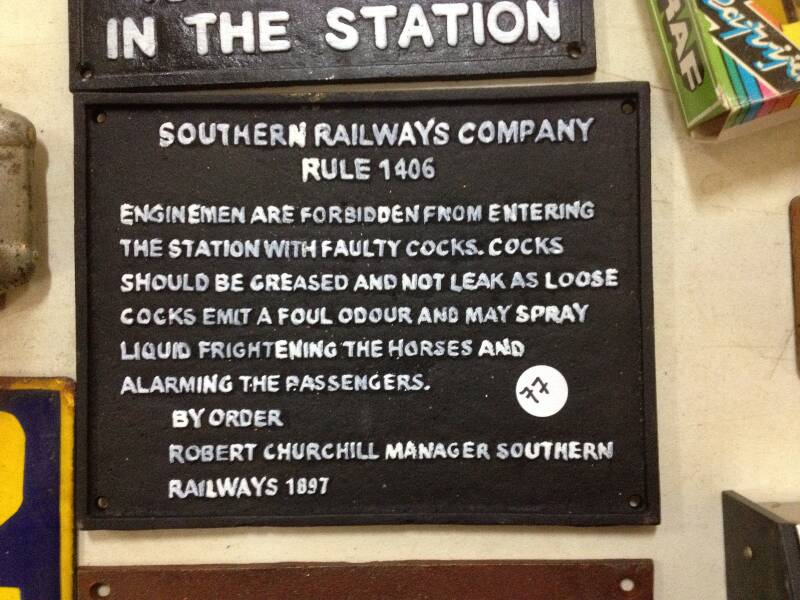 IN THE STATION
SOUTHERN RAILWAYS COMPANY
RULE 1406
ENGINEMEN ARE FORBIDDEN FNOM ENTERING
THE STATION WITH FAULTY COCKS. COCKS
SHOULD BE GREASED AND NOT LEAK AS LOOSE
COCKS EMIT A FOUL ODOUR AND MAY SPRAY
LIQUID FRIGHTENING THE HORSES AND
ALARMING THE PASSENGERS.
77
BY ORDER
ROBERT CHURCHILL MANAGER SOUTHERN
RAILWAYS 1897